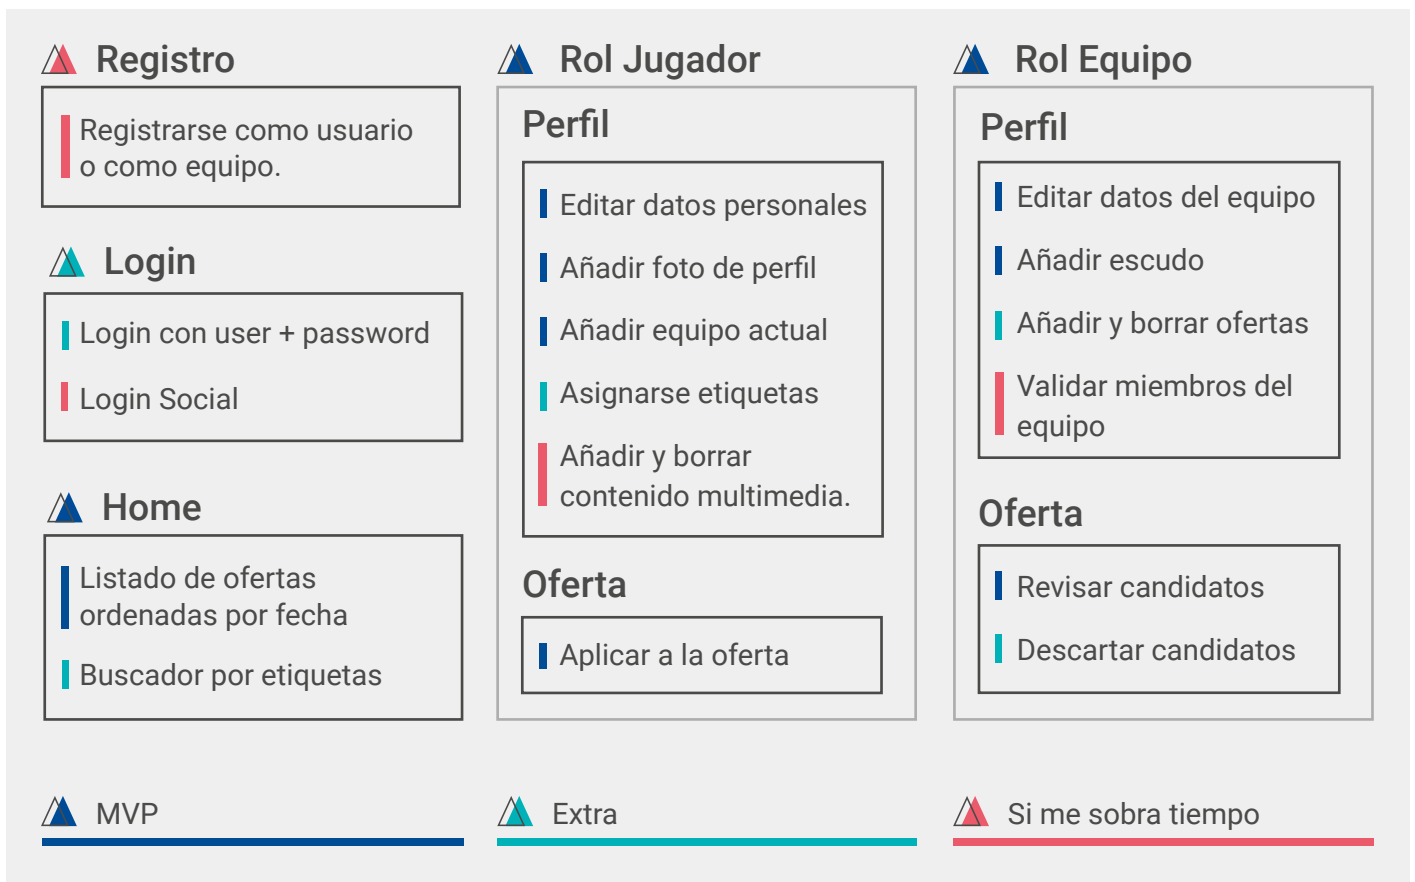 Registro
Registrarse como usuario
o como equipo.
Login
Login con user + password
Login Social
Home
Listado de ofertas
ordenadas por fecha
Buscador por etiquetas
Rol Jugador
Perfil
Editar datos personales
Añadir foto de perfil
Añadir equipo actual
Asignarse etiquetas
Añadir y borrar
contenido multimedia.
Oferta
Aplicar a la oferta
Rol Equipo
Perfil
Editar datos del equipo
Añadir escudo
Añadir y borrar ofertas
Validar miembros del
equipo
Oferta
Revisar candidatos
Descartar candidatos
MVP
Extra
Si me sobra tiempo